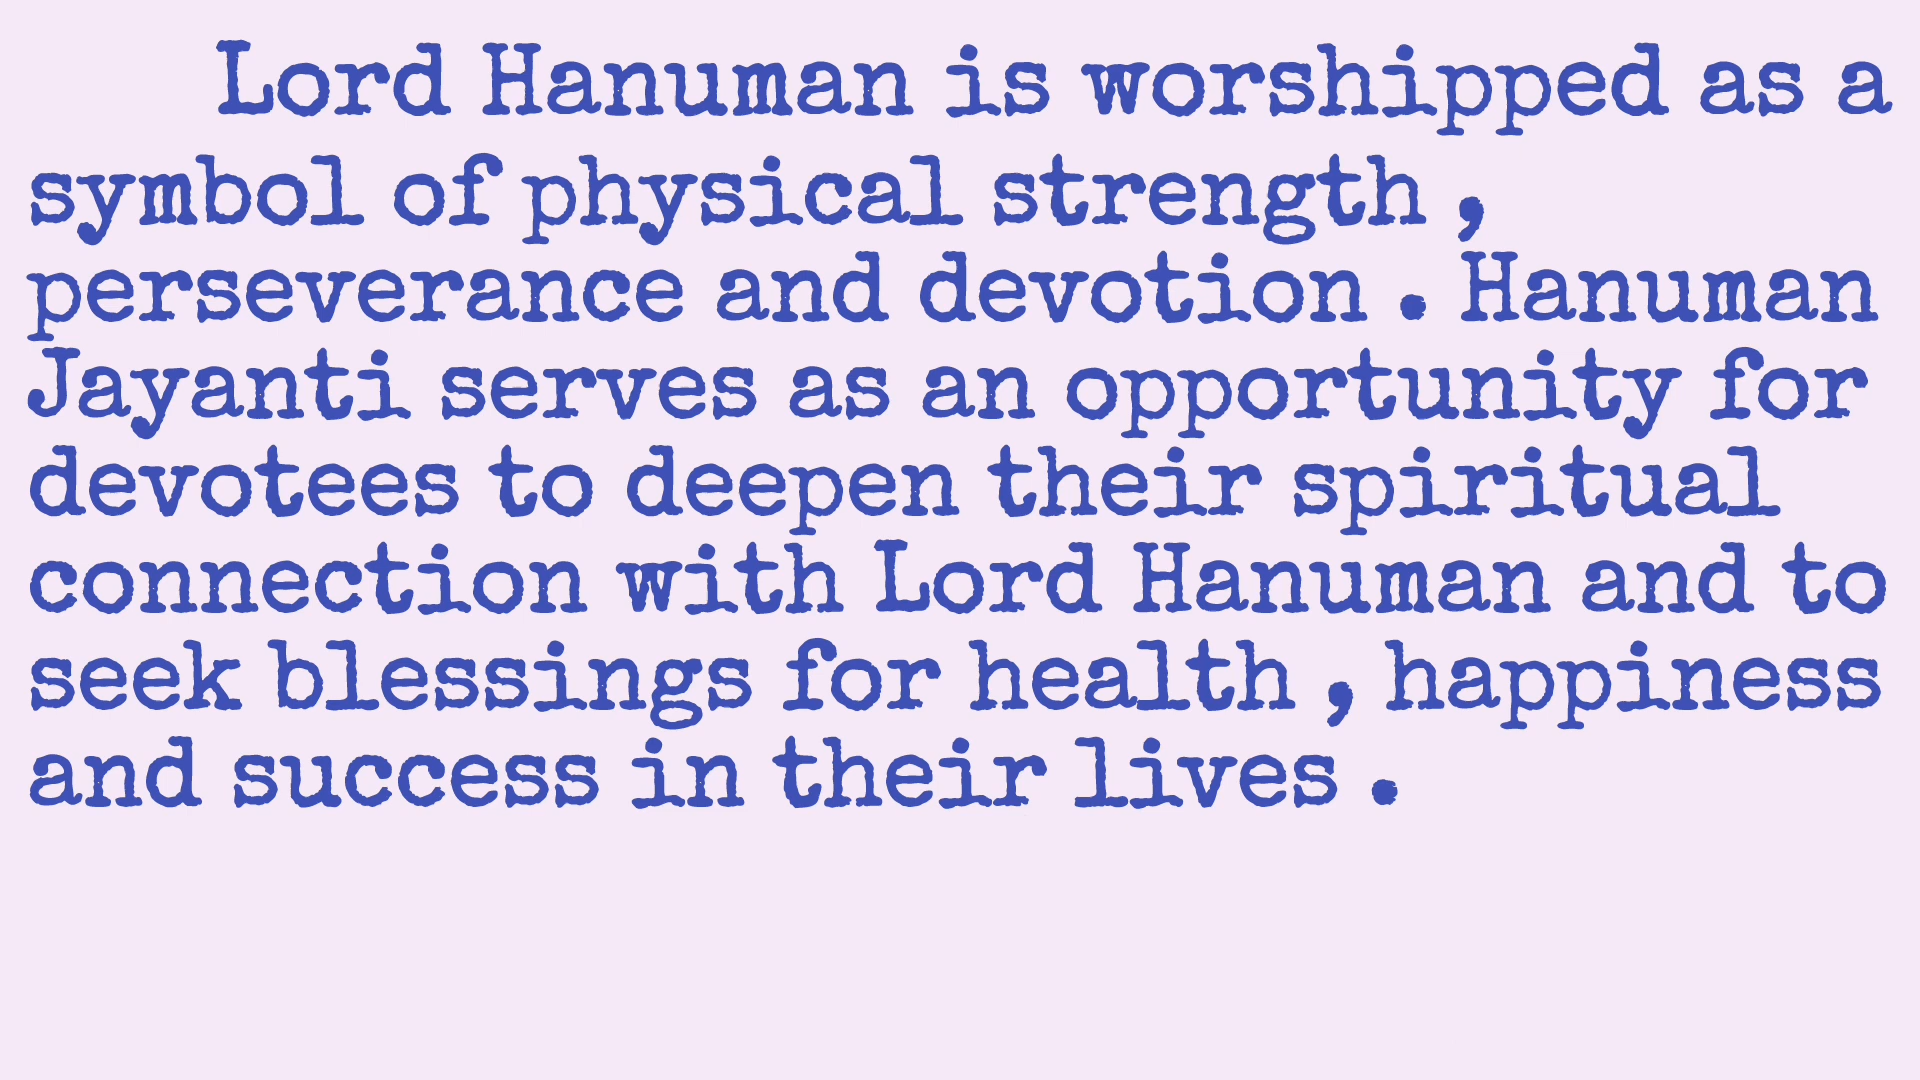 Lord Hanuman is worshipped as a
symbol of physical strength ,
perseverance and devotion . Hanuman
Jayanti serves as an opportunity for
devotees to deepen their spiritual
connection with Lord Hanuman and to
seek blessings for health , happiness
and success in their lives .